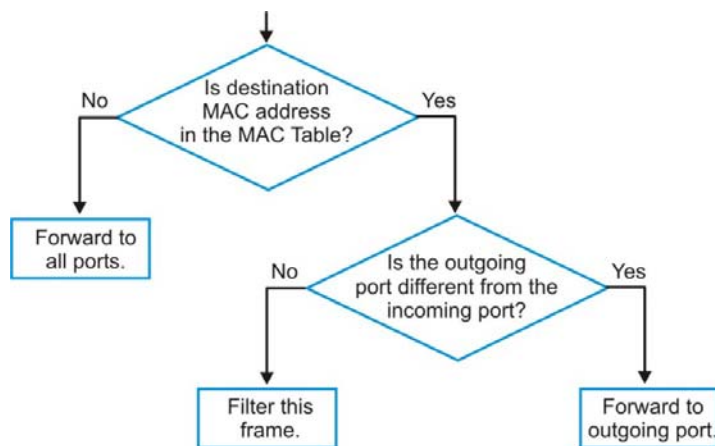 Is destination
MAC address
in the MAC Table?
No
Yes
Forward to
all ports.
Is the outgoing
port different from the
incoming port?
No
Yes
Filter this
frame.
Forward to
outgoing port.